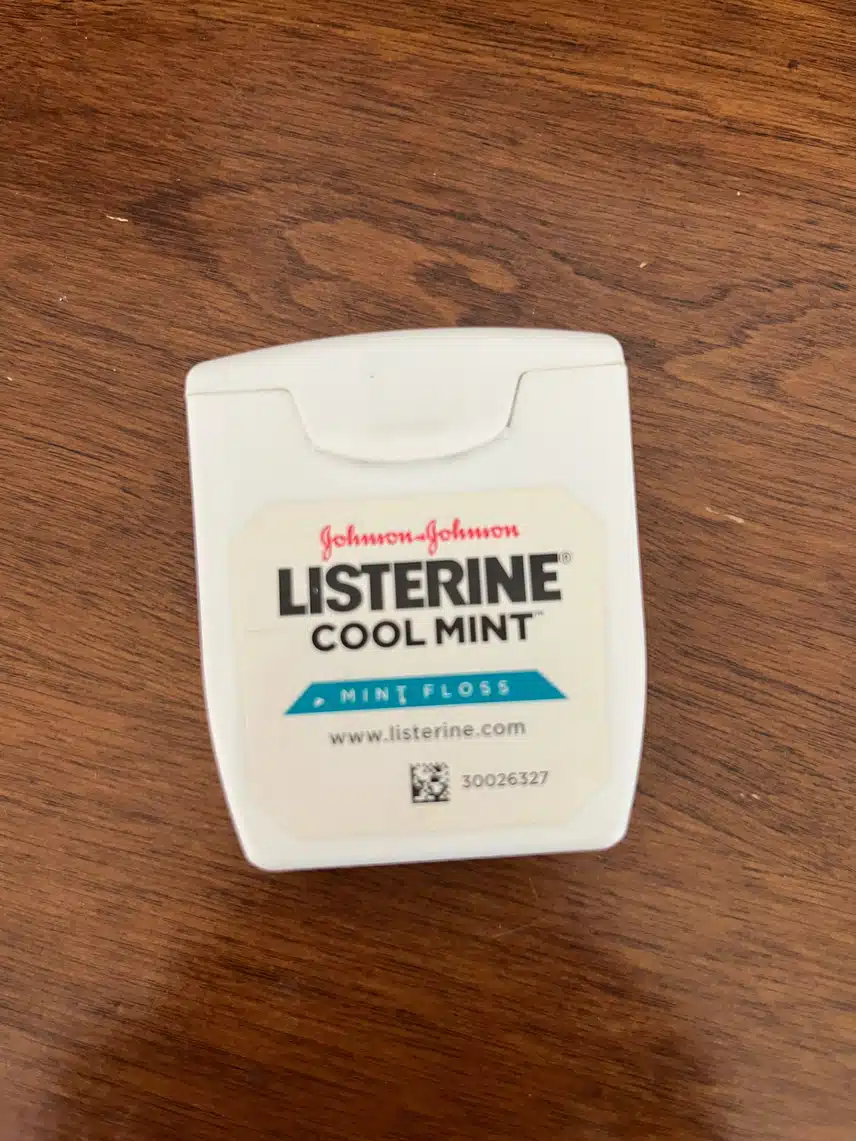 Johnson&Johnson
LISTERINE®
COOL MINT™
MINT FLOSS
www.listerine.com
30026327